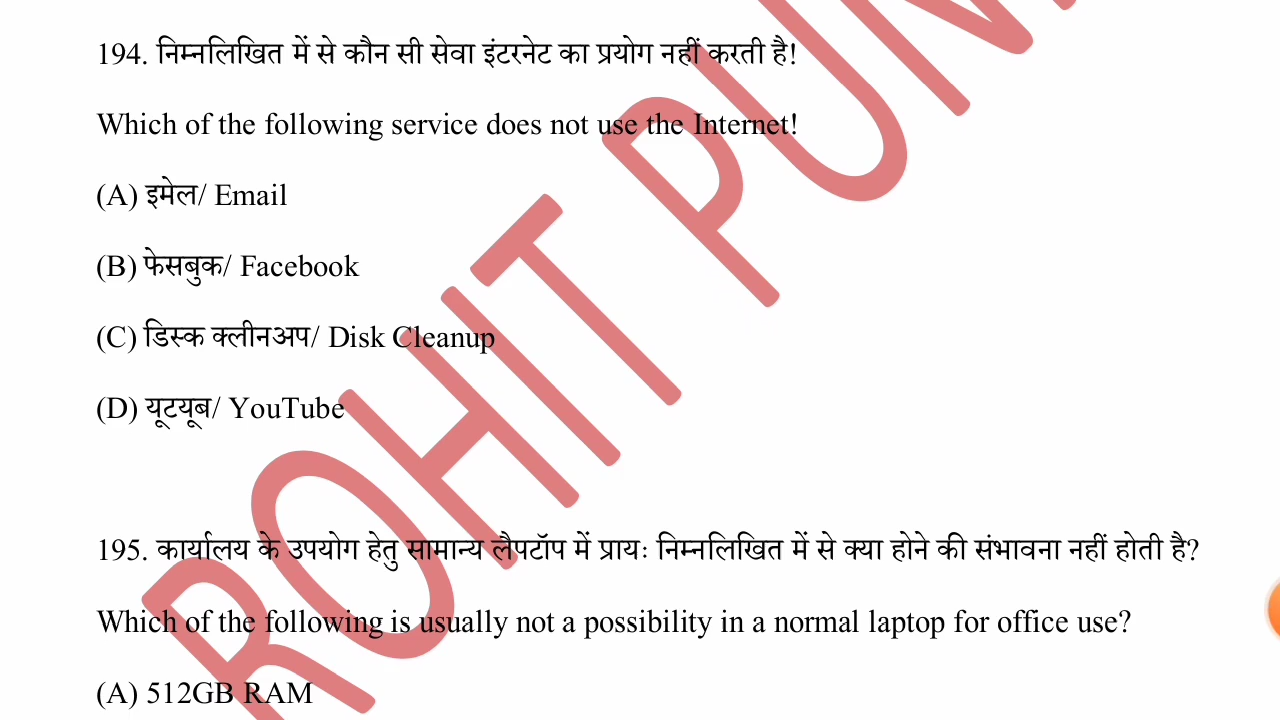 194. निम्नलिखित में से कौन सी सेवा इंटरनेट का प्रयोग नहीं करती है!
Which of the following service does not use the Internet!
(A) इमेल/ Email
(B) फेसबुक/ Facebook
(C) डिस्क क्लीनअप/ Disk Cleanup
(D) यूटयूब/ YouTube
195. कार्यालय के उपयोग हेतु सामान्य लैपटॉप में प्रायः निम्नलिखित में से क्या होने की संभावना नहीं होती है?
Which of the following is usually not a possibility in a normal laptop for office use?
(A) 512GB RAM
ROHIT